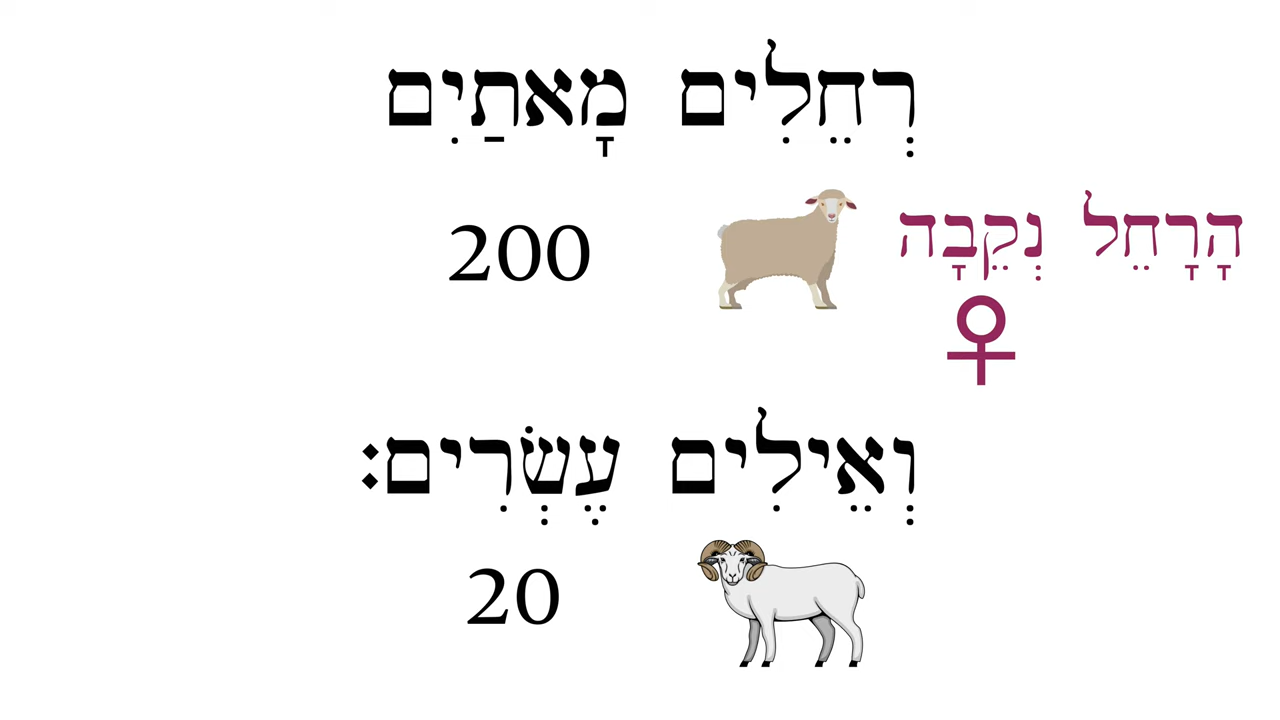 רְחֵלִים מָאתַיִם
הָרָחֵל נְקֵבָה
200
וְאֵילִים עֶשְׂרִים׃
20